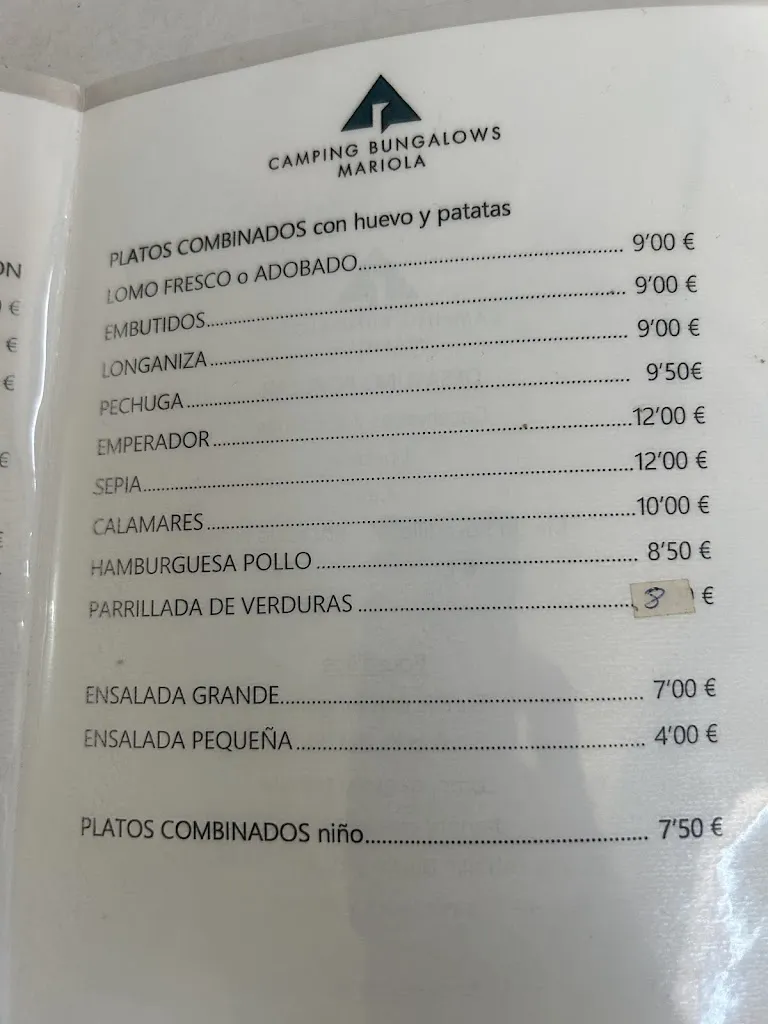 CAMPING BUNGALOWS
MARIOLA
PLATOS COMBINADOS con huevo y patatas
LOMO FRESCO o ADOBADO 9'00 €
EMBUTIDOS 9'00 €
LONGANIZA 9'00 €
PECHUGA 9'50€
EMPERADOR 12'00 €
SEPIA 12'00 €
CALAMARES 10'00 €
HAMBURGUESA POLLO 8'50 €
PARRILLADA DE VERDURAS 8 €
ENSALADA GRANDE 7'00 €
ENSALADA PEQUEÑA 4'00 €
PLATOS COMBINADOS niño 7'50 €